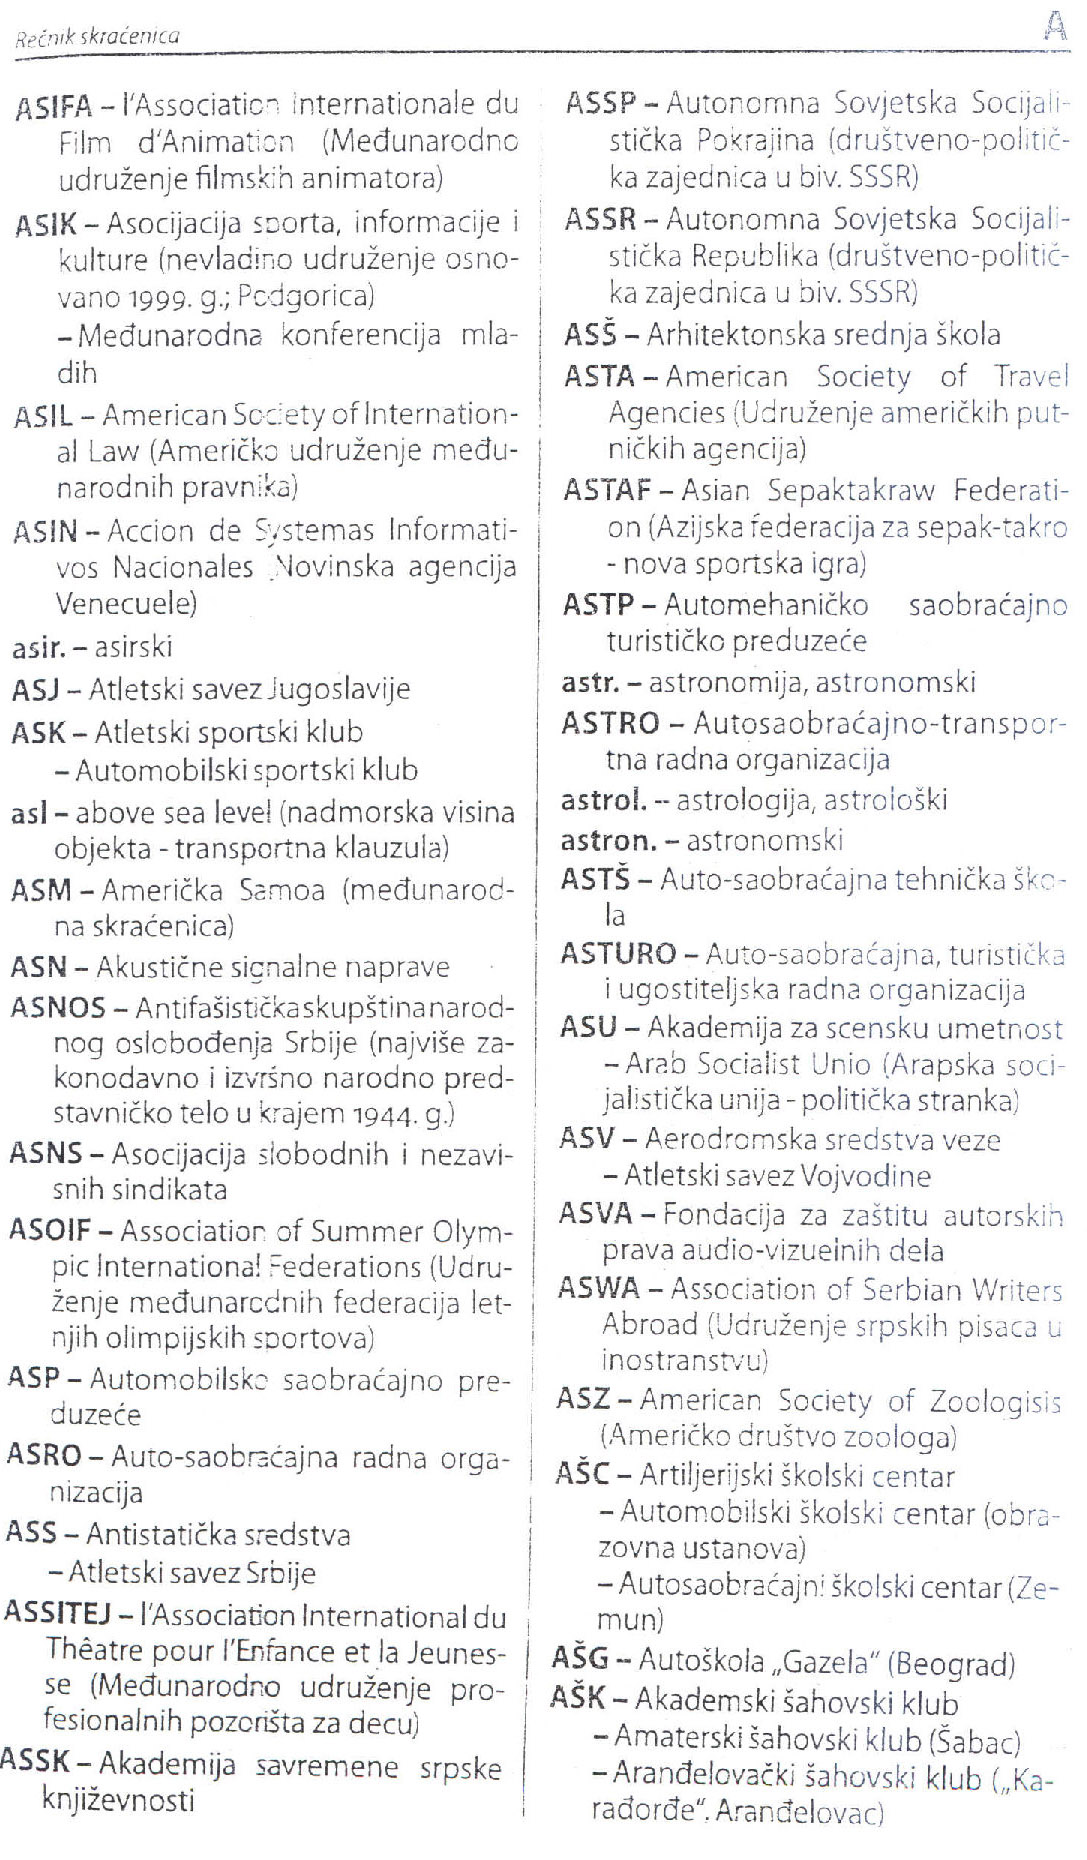 Rečnik skraćenica
A
ASIFA – l'Association internationale du
Film d'Animation (Međunarodno
udruženje filmskih animatora)
ASIK – Asocijacija sporta, informacije i
kulture (nevladino udruženje osno-
vano 1999. g.; Podgorica)
– Međunarodna konferencija mla-
dih
ASIL – American Society of Internation-
al Law (Američko udruženje među-
narodnih pravnika)
ASIN – Accion de Systemas Informati-
vos Nacionales (Novinska agencija
Venecuele)
asir. – asirski
ASJ – Atletski savez Jugoslavije
ASK – Atletski sportski klub
– Automobilski sportski klub
asl – above sea level (nadmorska visina
objekta - transportna klauzula)
ASM – Američka Samoa (međunarod-
na skraćenica)
ASN – Akustične signalne naprave
ASNOS – Antifašistička skupština narod-
nog oslobođenja Srbije (najviše za-
konodavno i izvršno narodno pred-
stavničko telo u krajem 1944. g.)
ASNS – Asocijacija slobodnih i nezavi-
snih sindikata
ASOIF – Association of Summer Olym-
pic International Federations (Udru-
ženje međunarodnih federacija let-
njih olimpijskih sportova)
ASP – Automobilsko saobraćajno pre-
duzeće
ASRO – Auto-saobraćajna radna orga-
nizacija
ASS – Antistatička sredstva
– Atletski savez Srbije
ASSITEJ – l'Association International du
Thêatre pour l'Enfance et la Jeunes-
se (Međunarodno udruženje pro-
fesionalnih pozorišta za decu)
ASSK – Akademija savremene srpske
književnosti
ASSP – Autonomna Sovjetska Socijali-
stička Pokrajina (društveno-politič-
ka zajednica u biv. SSSR)
ASSR – Autonomna Sovjetska Socijali-
stička Republika (društveno-politič-
ka zajednica u biv. SSSR)
ASŠ – Arhitektonska srednja škola
ASTA – American Society of Travel
Agencies (Udruženje američkih put-
ničkih agencija)
ASTAF – Asian Sepaktakraw Federati-
on (Azijska federacija za sepak-takro
- nova sportska igra)
ASTP – Automehaničko saobraćajno
turističko preduzeće
astr. – astronomija, astronomski
ASTRO – Autosaobraćajno-transpor-
tna radna organizacija
astrol. – astrologija, astrološki
astron. – astronomski
ASTŠ – Auto-saobraćajna tehnička ško-
la
ASTURO – Auto-saobraćajna, turistička
i ugostiteljska radna organizacija
ASU – Akademija za scensku umetnost
– Arab Socialist Unio (Arapska soci-
jalistička unija - politička stranka)
ASV – Aerodromska sredstva veze
– Atletski savez Vojvodine
ASVA – Fondacija za zaštitu autorskih
prava audio-vizuelnih dela
ASWA – Association of Serbian Writers
Abroad (Udruženje srpskih pisaca u
inostranstvu)
ASZ – American Society of Zoologisis
(Američko društvo zoologa)
AŠC – Artiljerijski školski centar
– Automobilski školski centar (obra-
zovna ustanova)
– Autosaobraćajni školski centar (Ze-
mun)
AŠG – Autoškola „Gazela“ (Beograd)
AŠK – Akademski šahovski klub
– Amaterski šahovski klub (Šabac)
– Aranđelovački šahovski klub („Ka-
rađorđe“. Aranđelovac)